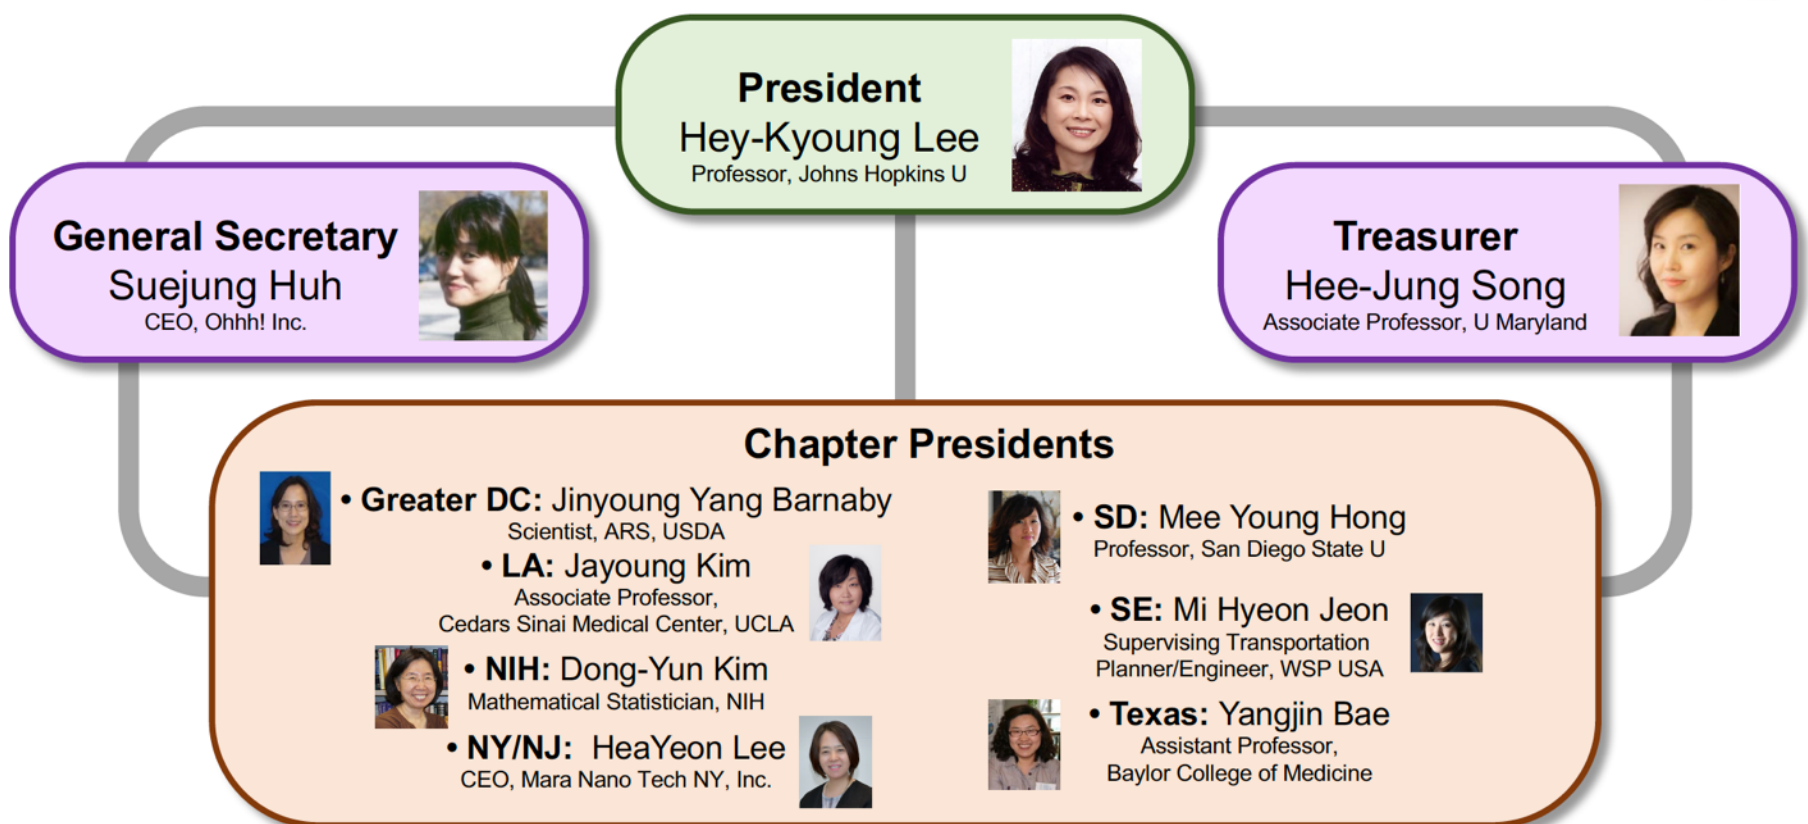 President
Hey-Kyoung Lee
Professor, Johns Hopkins U
General Secretary
Suejung Huh
CEO, Ohhh! Inc.
Treasurer
Hee-Jung Song
Associate Professor, U Maryland
Chapter Presidents
• Greater DC: Jinyoung Yang Barnaby
Scientist, ARS, USDA
• LA: Jayoung Kim
Associate Professor,
Cedars Sinai Medical Center, UCLA
• NIH: Dong-Yun Kim
Mathematical Statistician, NIH
• NY/NJ: HeaYeon Lee
CEO, Mara Nano Tech NY, Inc.
• SD: Mee Young Hong
Professor, San Diego State U
• SE: Mi Hyeon Jeon
Supervising Transportation
Planner/Engineer, WSP USA
• Texas: Yangjin Bae
Assistant Professor,
Baylor College of Medicine